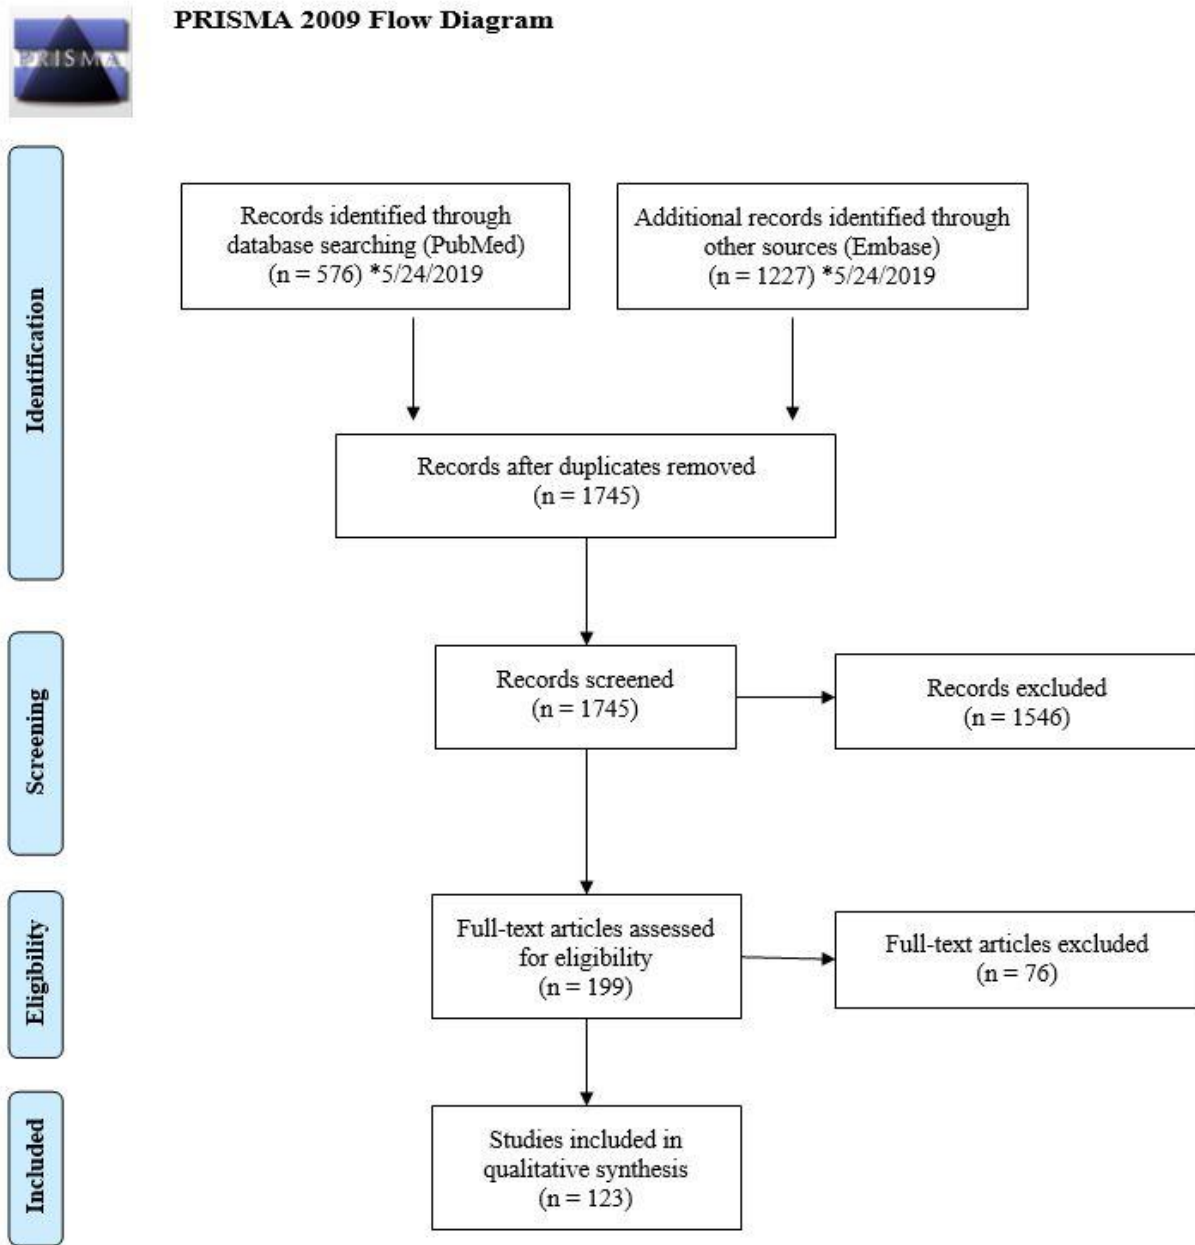 PRISMA 2009 Flow Diagram
PRISMA
Identification
Records identified through
database searching (PubMed)
(n = 576) *5/24/2019
Additional records identified through
other sources (Embase)
(n = 1227) *5/24/2019
Records after duplicates removed
(n = 1745)
Screening
Records screened
(n = 1745)
Records excluded
(n = 1546)
Eligibility
Full-text articles assessed
for eligibility
(n = 199)
Full-text articles excluded
(n = 76)
Included
Studies included in
qualitative synthesis
(n = 123)